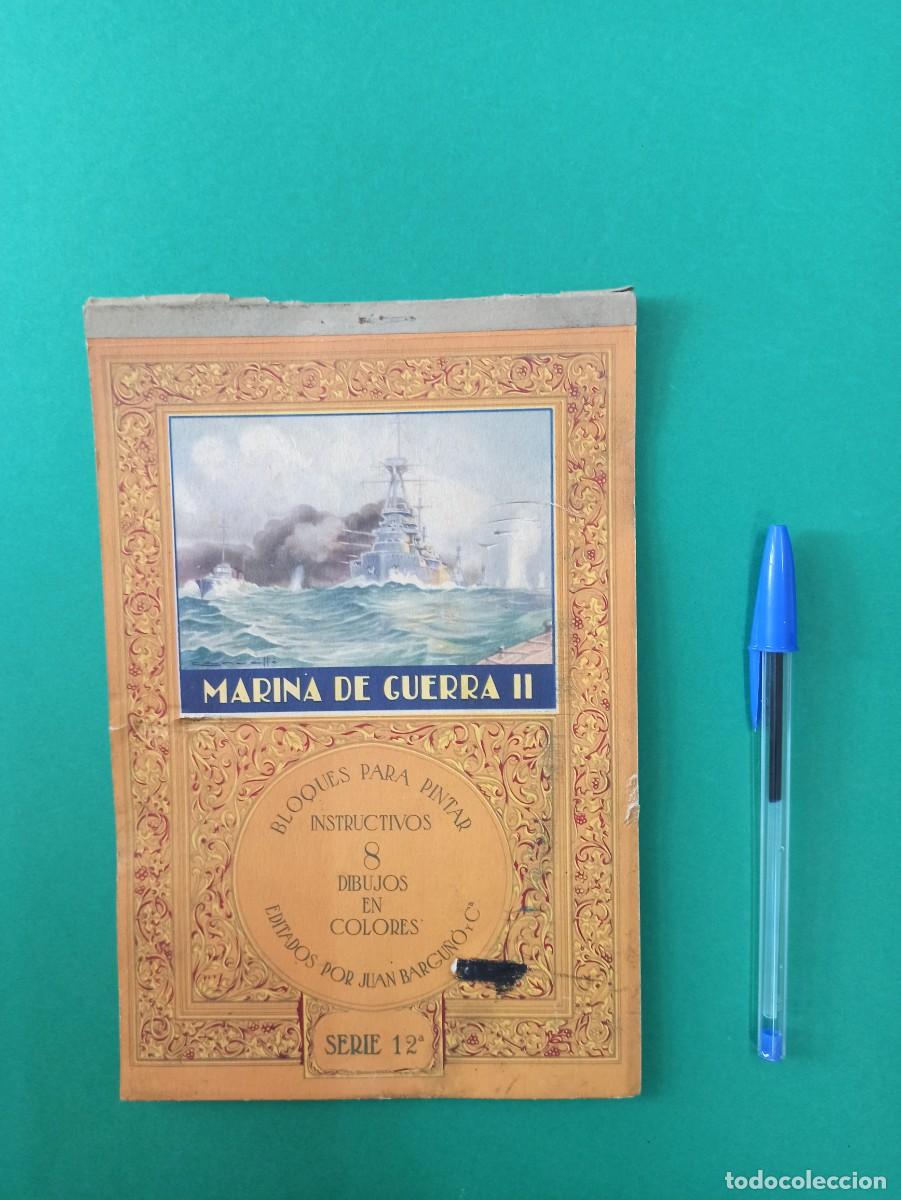 MARINA DE GUERRA II
BLOQUES PARA PINTAR
INSTRUCTIVOS
8
DIBUJOS
EN
COLORES
EDITADOS POR JUAN BARGUÑÓ Y Cª
SERIE 12ª
todocoleccion